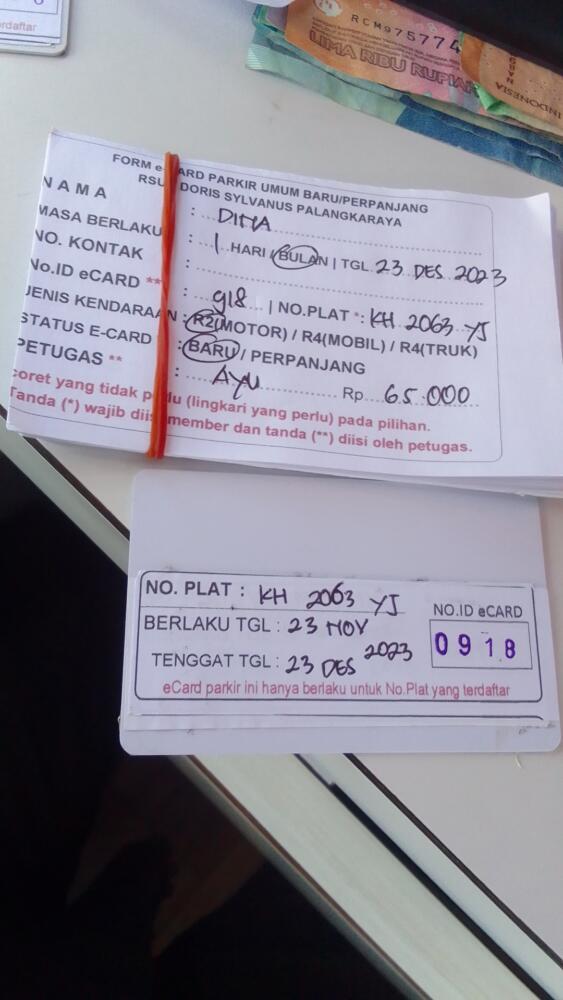 rdaftar
RCM975774
LIMA RIBU RUPIAH
INDONESIA
FORM e-CARD PARKIR UMUM BARU/PERPANJANG
RSU DORIS SYLVANUS PALANGKARAYA
NAMA : DINA
MASA BERLAKU : 1 HARI / BULAN | TGL 23 DES 2023
NO. KONTAK :
No.ID eCARD ** : 918 | NO.PLAT *: KH 2063 YJ
JENIS KENDARAAN : R2(MOTOR) / R4(MOBIL) / R4(TRUK)
STATUS E-CARD : BARU / PERPANJANG
PETUGAS ** : AYU Rp 65.000
coret yang tidak perlu (lingkari yang perlu) pada pilihan.
Tanda (*) wajib diisi member dan tanda (**) diisi oleh petugas.
NO. PLAT : KH 2063 YJ
BERLAKU TGL : 23 NOV
TENGGAT TGL : 23 DES 2023
NO.ID eCARD
0918
eCard parkir ini hanya berlaku untuk No.Plat yang terdaftar